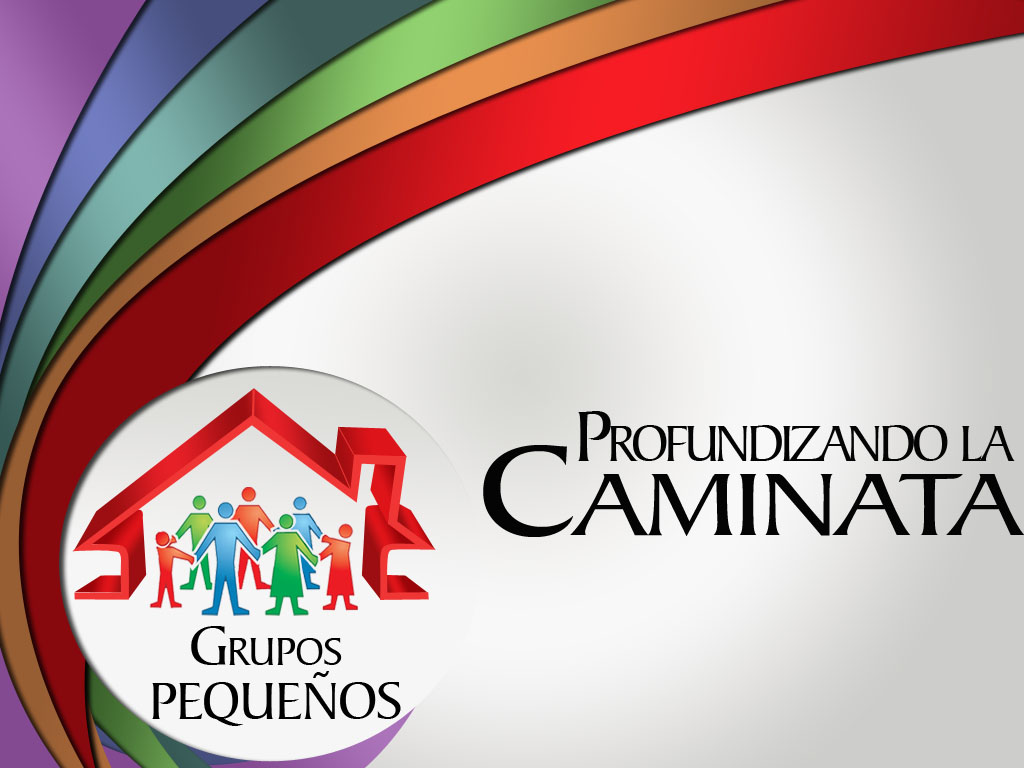 Profundizando la
Caminata
Grupos
pequeños